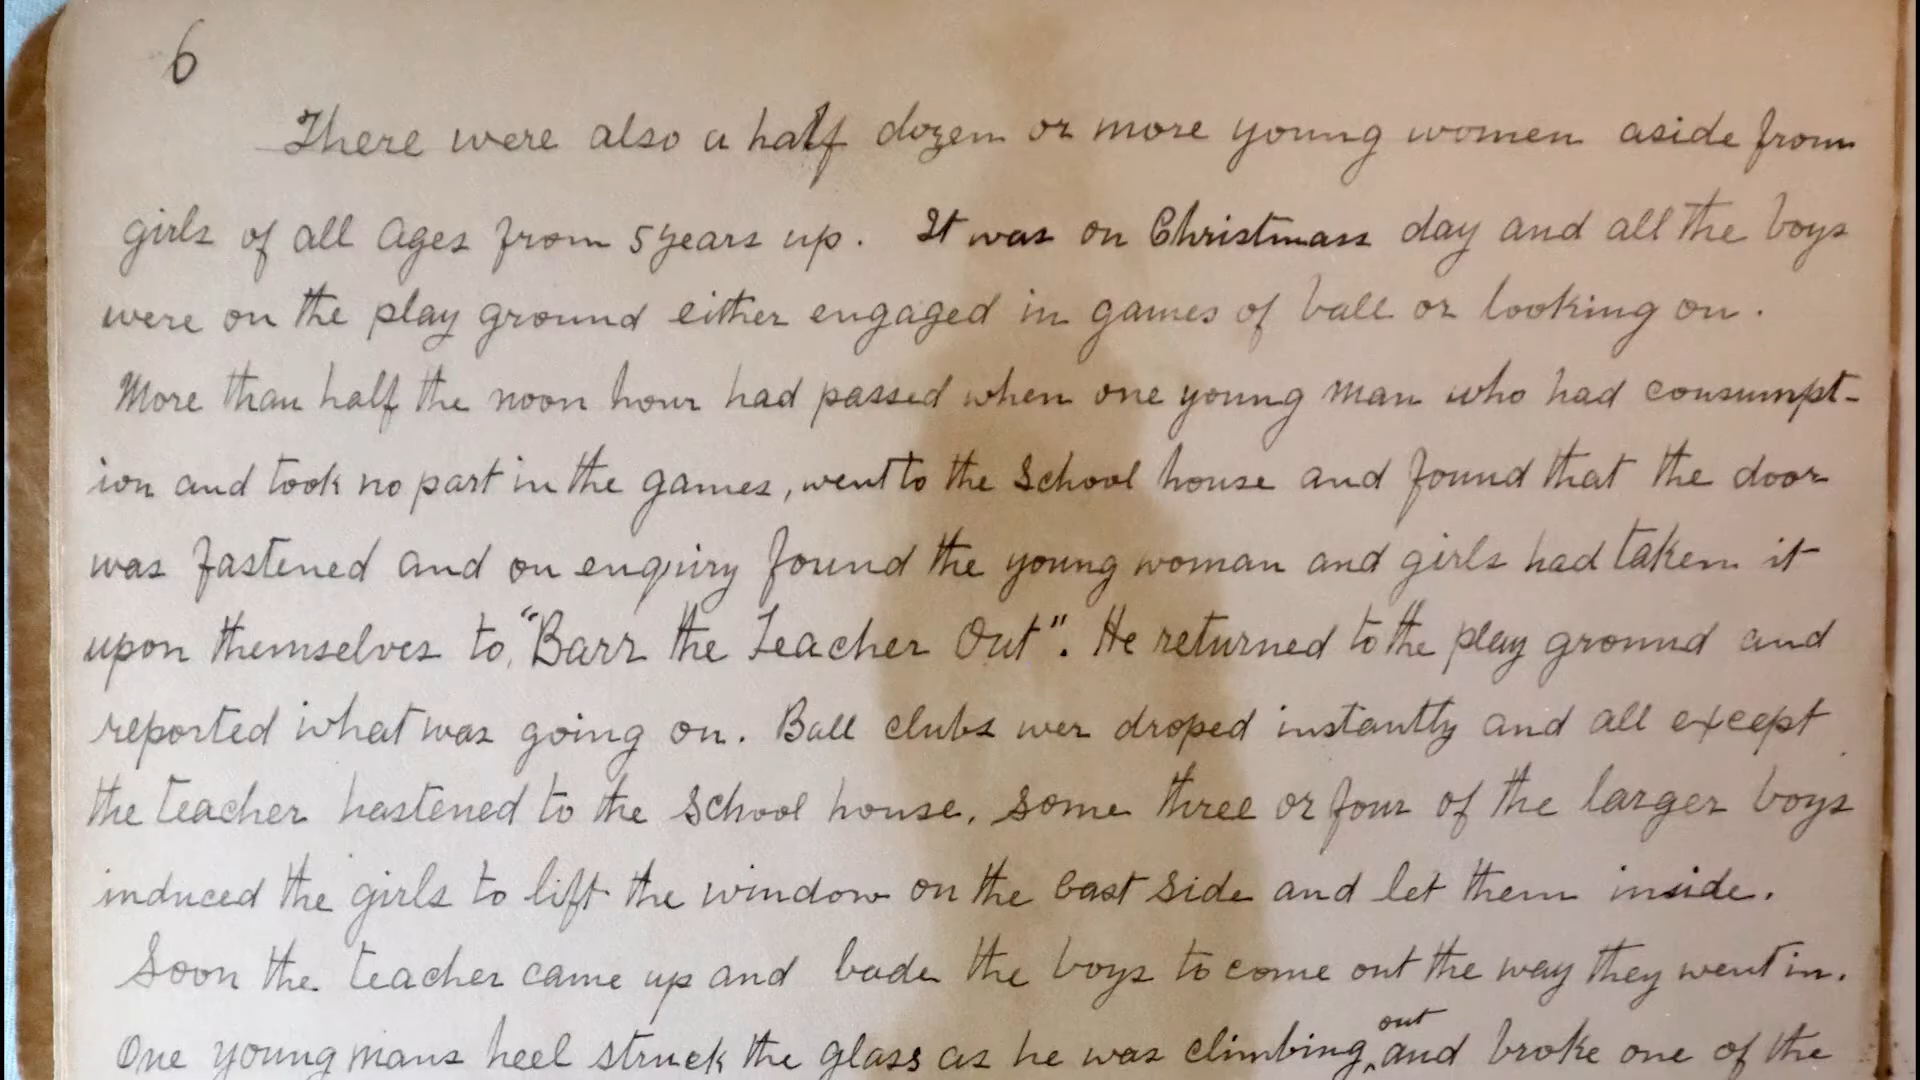 6
There were also a half dozen or more young women aside from
girls of all ages from 5 years up. It was on Christmass day and all the boys
were on the play ground either engaged in games of ball or looking on.
More than half the noon hour had passed when one young man who had consumpt-
ion and took no part in the games, went to the School house and found that the door
was fastened and on enquiry found the young woman and girls had taken it
upon themselves to, "Barr the Teacher Out". He returned to the play ground and
reported what was going on. Ball clubs wer droped instantly and all except
the teacher hastened to the School house, some three or four of the larger boys
induced the girls to lift the window on the East Side and let them inside.
Soon the teacher came up and bade the boys to come out the way they went in.
One young mans heel struck the glass as he was climbing out and broke one of the